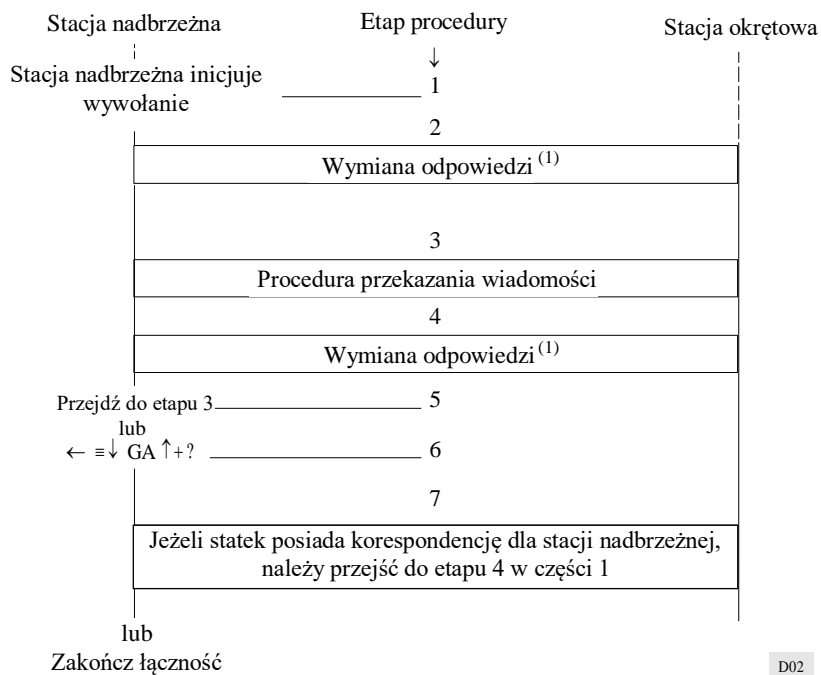 Stacja nadbrzeżna
Etap procedury
Stacja okrętowa
↓
Stacja nadbrzeżna inicjuje
wywołanie
1
2
Wymiana odpowiedzi (1)
3
Procedura przekazania wiadomości
4
Wymiana odpowiedzi (1)
Przejdź do etapu 3
5
lub
← ≡↓ GA ↑+?
6
7
Jeżeli statek posiada korespondencję dla stacji nadbrzeżnej,
należy przejść do etapu 4 w części 1
lub
Zakończ łączność
D02